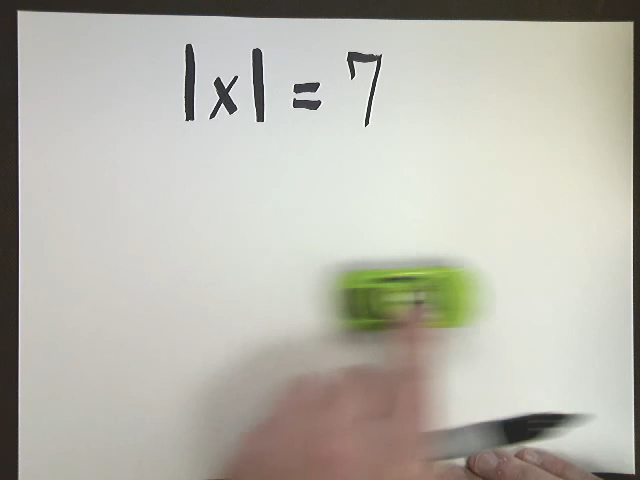 |x| = 7